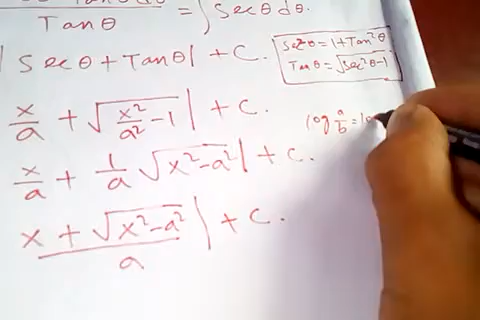 Tanθ = ∫ Secθ dθ.
| Secθ + Tanθ | + C.
Sec²θ = 1 + Tan²θ
Tanθ = √Sec²θ-1
x/a + √(x²/a² - 1) | + C.
log a/b = lo
x/a + 1/a √(x²-a²) | + C.
(x + √(x²-a²))/a | + C.